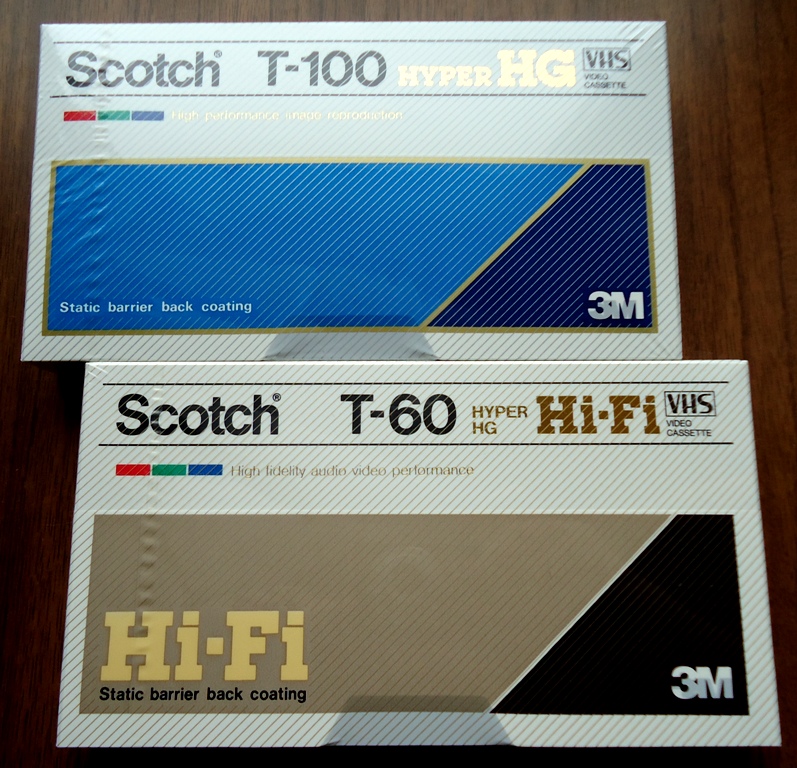 Scotch® T-100 HYPER HG VHS
VIDEO
CASSETTE
High performance image reproduction
Static barrier back coating
3M
Scotch® T-60 HYPER
HG Hi-Fi VHS
VIDEO
CASSETTE
High fidelity audio video performance
Hi-Fi
Static barrier back coating
3M